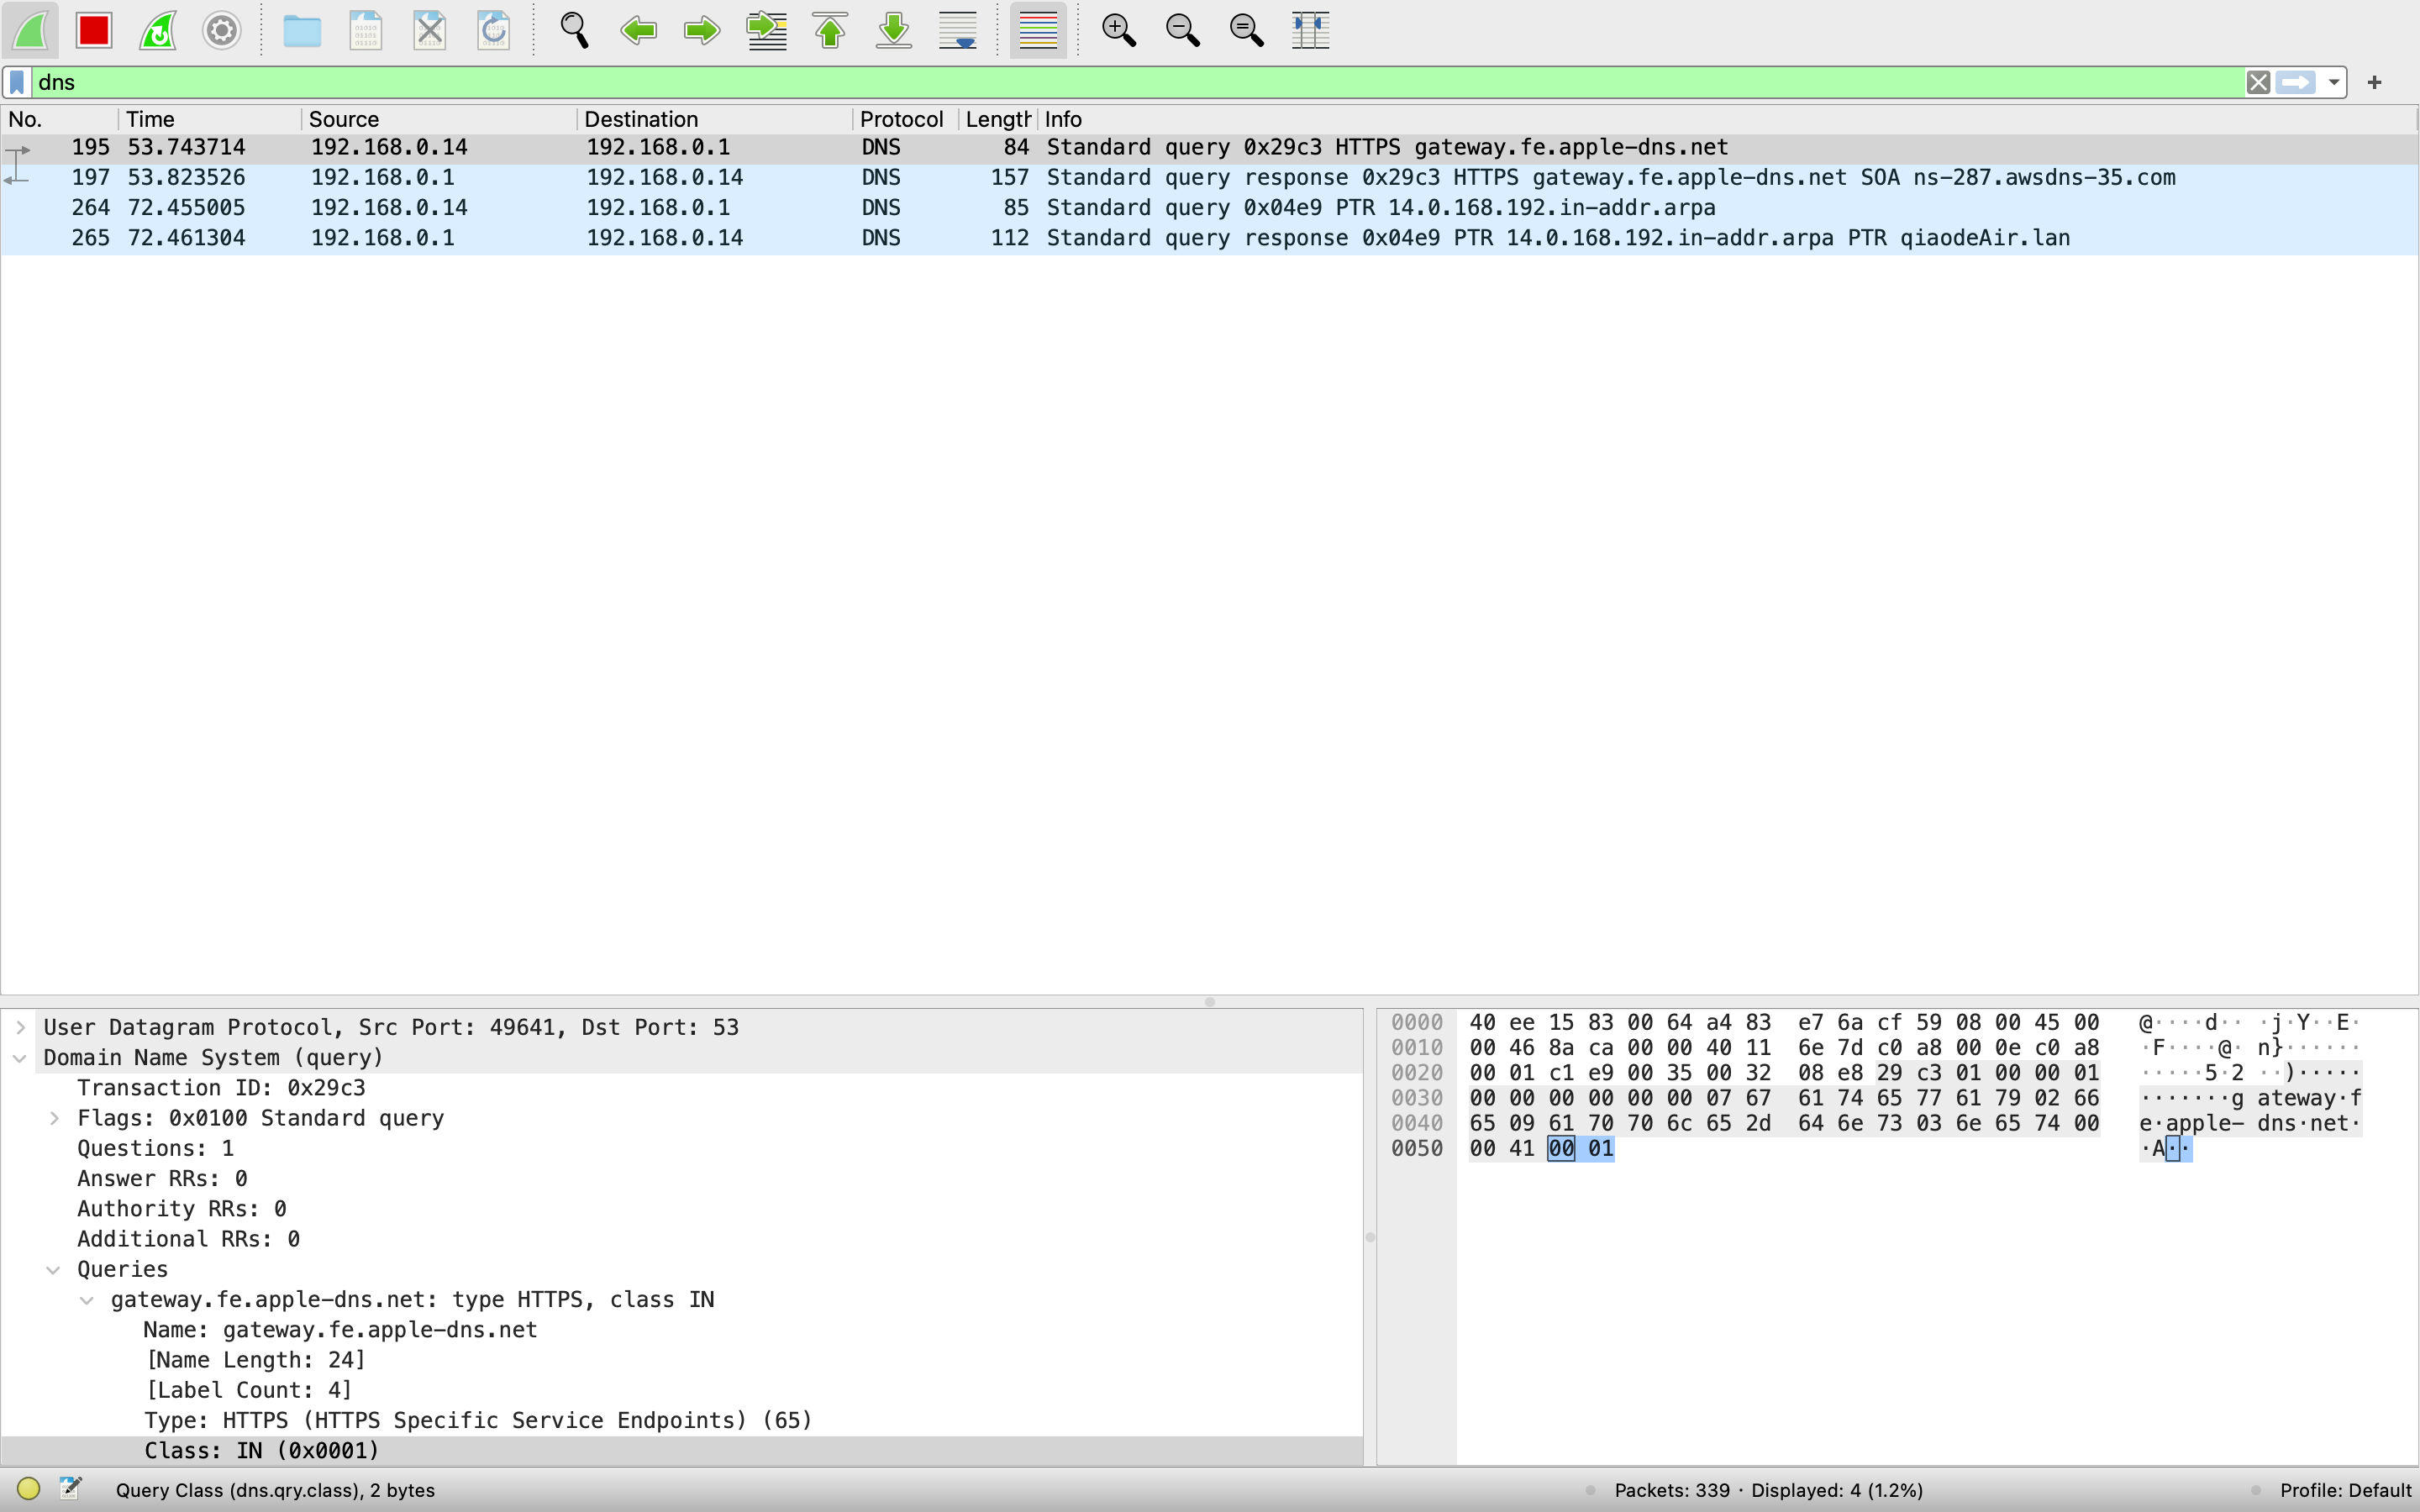 dns
No. Time Source Destination Protocol Length Info
195 53.743714 192.168.0.14 192.168.0.1 DNS 84 Standard query 0x29c3 HTTPS gateway.fe.apple-dns.net
197 53.823526 192.168.0.1 192.168.0.14 DNS 157 Standard query response 0x29c3 HTTPS gateway.fe.apple-dns.net SOA ns-287.awsdns-35.com
264 72.455005 192.168.0.14 192.168.0.1 DNS 85 Standard query 0x04e9 PTR 14.0.168.192.in-addr.arpa
265 72.461304 192.168.0.1 192.168.0.14 DNS 112 Standard query response 0x04e9 PTR 14.0.168.192.in-addr.arpa PTR qiaodeAir.lan
User Datagram Protocol, Src Port: 49641, Dst Port: 53
Domain Name System (query)
Transaction ID: 0x29c3
Flags: 0x0100 Standard query
Questions: 1
Answer RRs: 0
Authority RRs: 0
Additional RRs: 0
Queries
gateway.fe.apple-dns.net: type HTTPS, class IN
Name: gateway.fe.apple-dns.net
[Name Length: 24]
[Label Count: 4]
Type: HTTPS (HTTPS Specific Service Endpoints) (65)
Class: IN (0x0001)
0000 40 ee 15 83 00 64 a4 83 e7 6a cf 59 08 00 45 00 @····d·· ·j·Y··E·
0010 00 46 8a ca 00 00 40 11 6e 7d c0 a8 00 0e c0 a8 ·F····@· n}······
0020 00 01 c1 e9 00 35 00 32 08 e8 29 c3 01 00 00 01 ·····5·2 ··)·····
0030 00 00 00 00 00 00 07 67 61 74 65 77 61 79 02 66 ·······g ateway·f
0040 65 09 61 70 70 6c 65 2d 64 6e 73 03 6e 65 74 00 e·apple- dns·net·
0050 00 41 00 01 ·A··
Query Class (dns.qry.class), 2 bytes
Packets: 339 · Displayed: 4 (1.2%)
Profile: Default